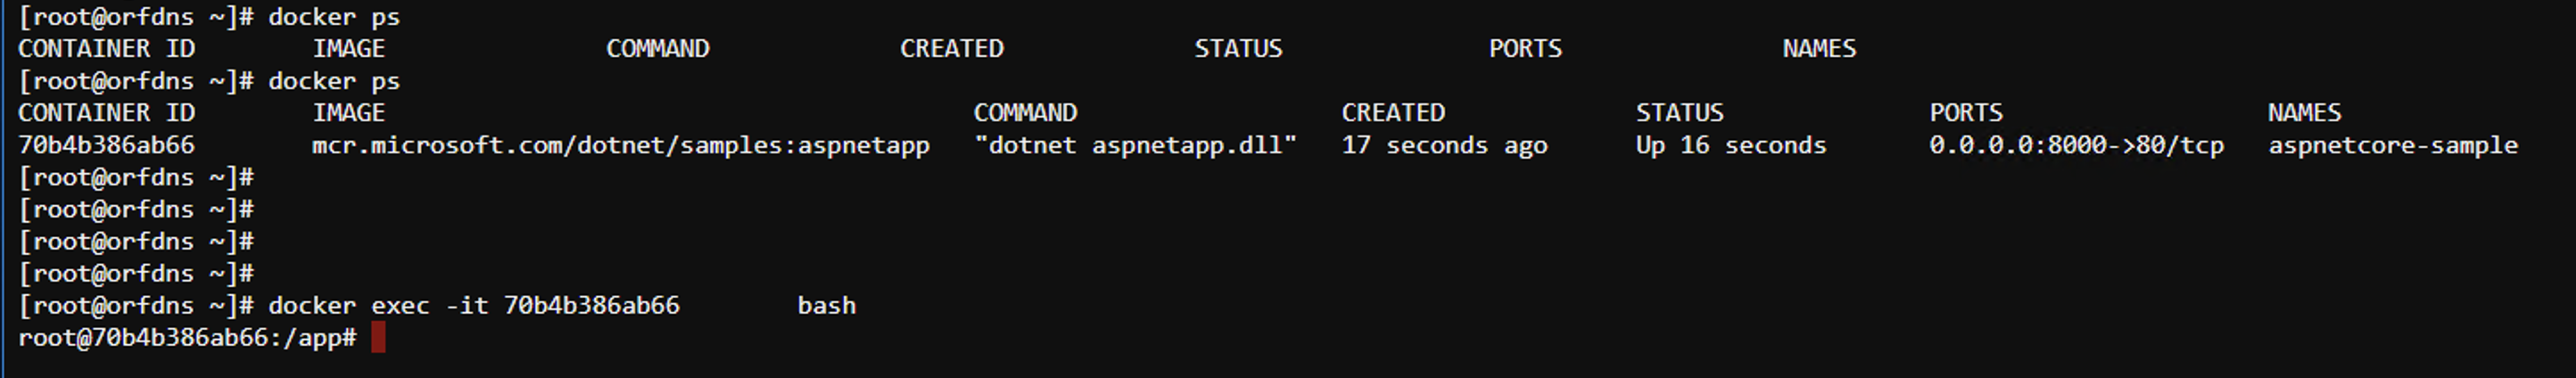 [root@orfdns ~]# docker ps
CONTAINER ID        IMAGE               COMMAND             CREATED             STATUS              PORTS               NAMES
[root@orfdns ~]# docker ps
CONTAINER ID        IMAGE                                        COMMAND                  CREATED             STATUS              PORTS                  NAMES
70b4b386ab66        mcr.microsoft.com/dotnet/samples:aspnetapp   "dotnet aspnetapp.dll"   17 seconds ago      Up 16 seconds       0.0.0.0:8000->80/tcp   aspnetcore-sample
[root@orfdns ~]#
[root@orfdns ~]#
[root@orfdns ~]#
[root@orfdns ~]#
[root@orfdns ~]# docker exec -it 70b4b386ab66        bash
root@70b4b386ab66:/app#